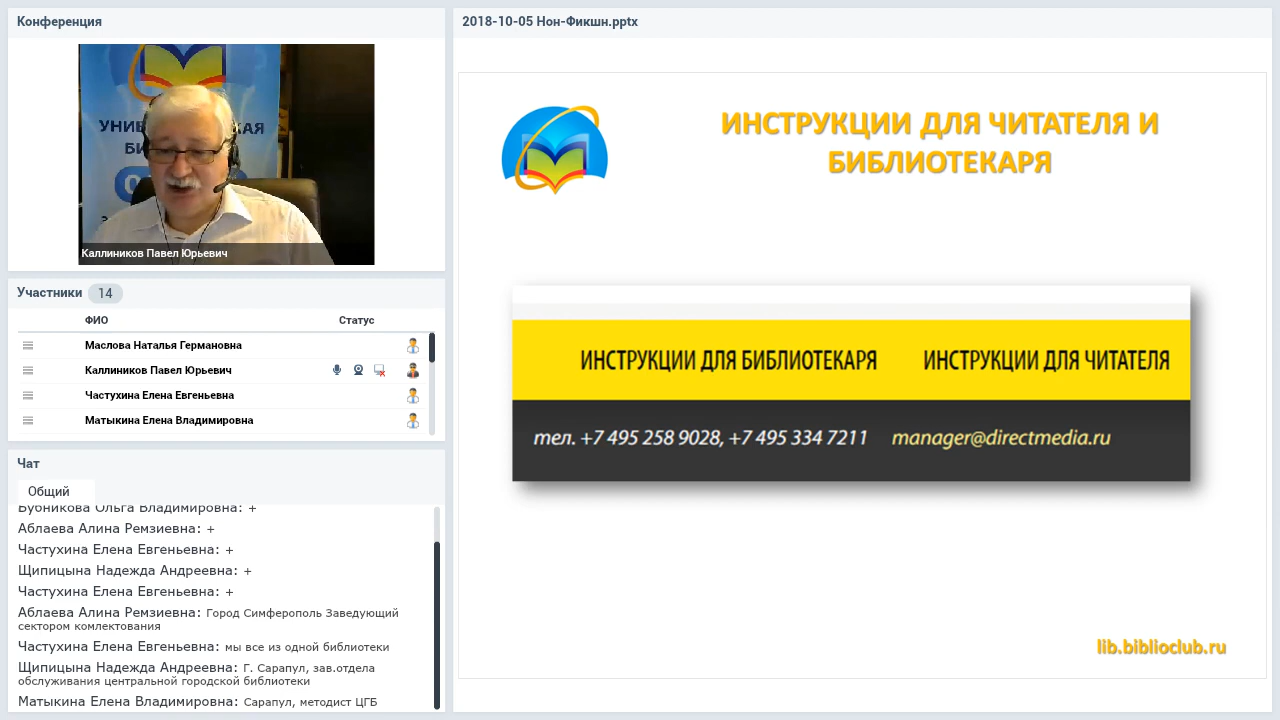 Конференция
УНИВ
КАЯ
БИ
Каллиников Павел Юрьевич
Участники 14
ФИО Статус
Маслова Наталья Германовна
Каллиников Павел Юрьевич
Частухина Елена Евгеньевна
Матыкина Елена Владимировна
Чат
Общий
Бубникова Ольга Владимировна: +
Аблаева Алина Ремзиевна: +
Частухина Елена Евгеньевна: +
Щипицына Надежда Андреевна: +
Частухина Елена Евгеньевна: +
Аблаева Алина Ремзиевна: Город Симферополь Заведующий
сектором комлектования
Частухина Елена Евгеньевна: мы все из одной библиотеки
Щипицына Надежда Андреевна: Г. Сарапул, зав.отдела
обслуживания центральной городской библиотеки
Матыкина Елена Владимировна: Сарапул, методист ЦГБ
2018-10-05 Нон-Фикшн.pptx
ИНСТРУКЦИИ ДЛЯ ЧИТАТЕЛЯ И
БИБЛИОТЕКАРЯ
ИНСТРУКЦИИ ДЛЯ БИБЛИОТЕКАРЯ ИНСТРУКЦИИ ДЛЯ ЧИТАТЕЛЯ
тел. +7 495 258 9028, +7 495 334 7211 manager@directmedia.ru
lib.biblioclub.ru